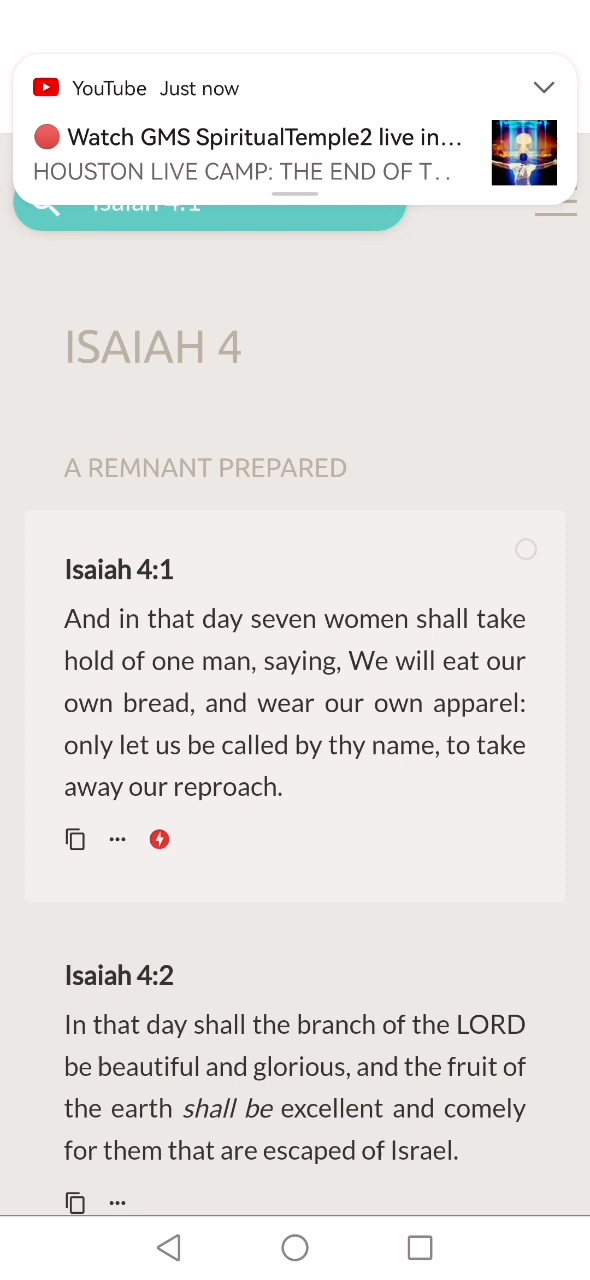 YouTube Just now
🔴 Watch GMS SpiritualTemple2 live in...
HOUSTON LIVE CAMP: THE END OF T...
Isaiah 4:1
ISAIAH 4
A REMNANT PREPARED
Isaiah 4:1
And in that day seven women shall take
hold of one man, saying, We will eat our
own bread, and wear our own apparel:
only let us be called by thy name, to take
away our reproach.
Isaiah 4:2
In that day shall the branch of the LORD
be beautiful and glorious, and the fruit of
the earth shall be excellent and comely
for them that are escaped of Israel.